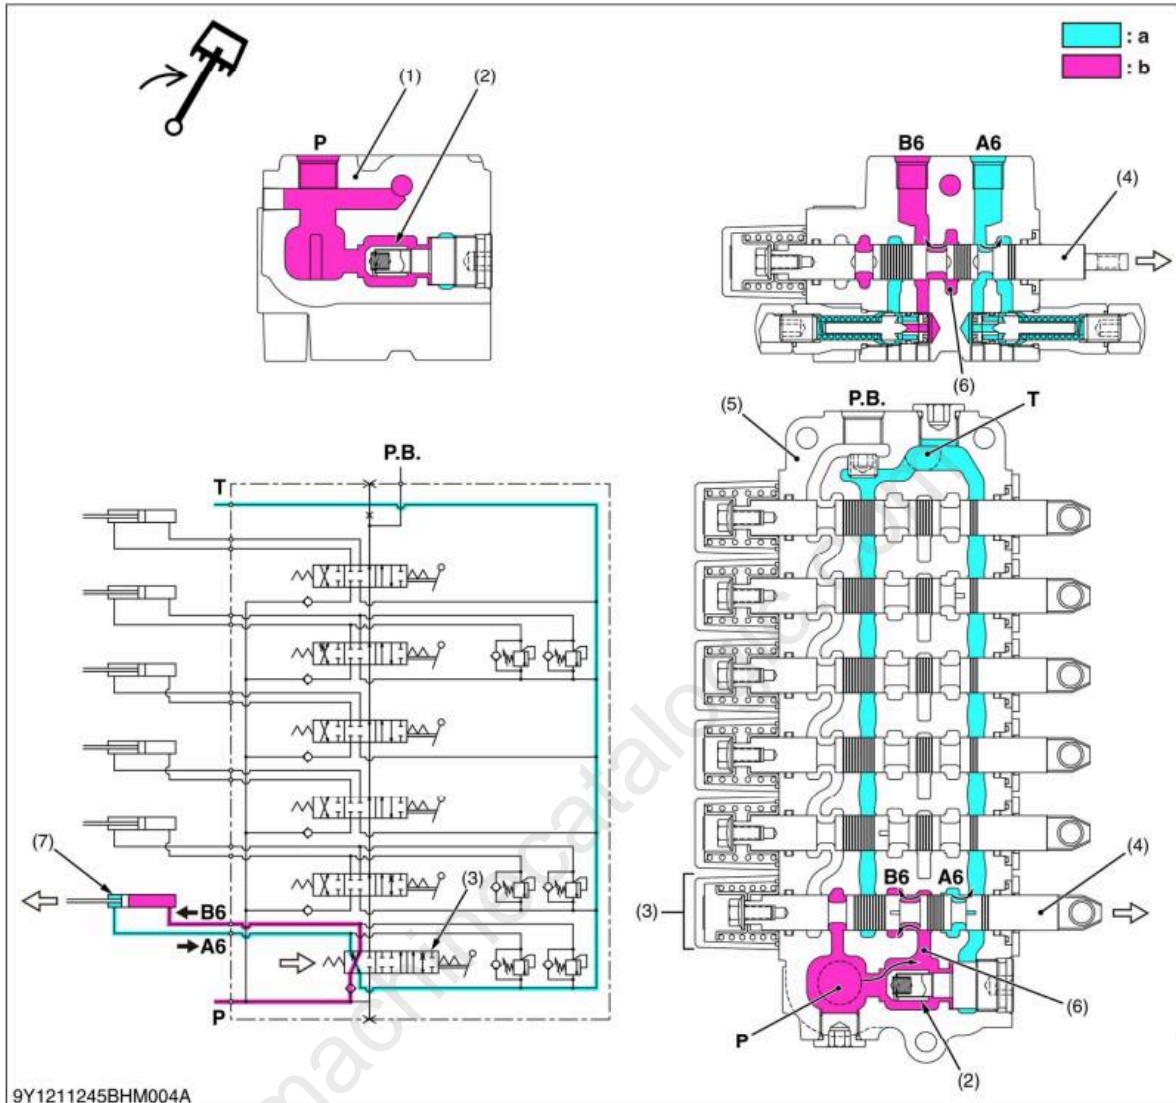 : a
: b
(1)
(2)
P
B6 A6
(4)
(6)
(5)
P.B.
T
P.B.
T
(7)
B6
A6
(3)
P
(3)
B6 A6
(4)
(6)
P
(2)
9Y1211245BHM004A